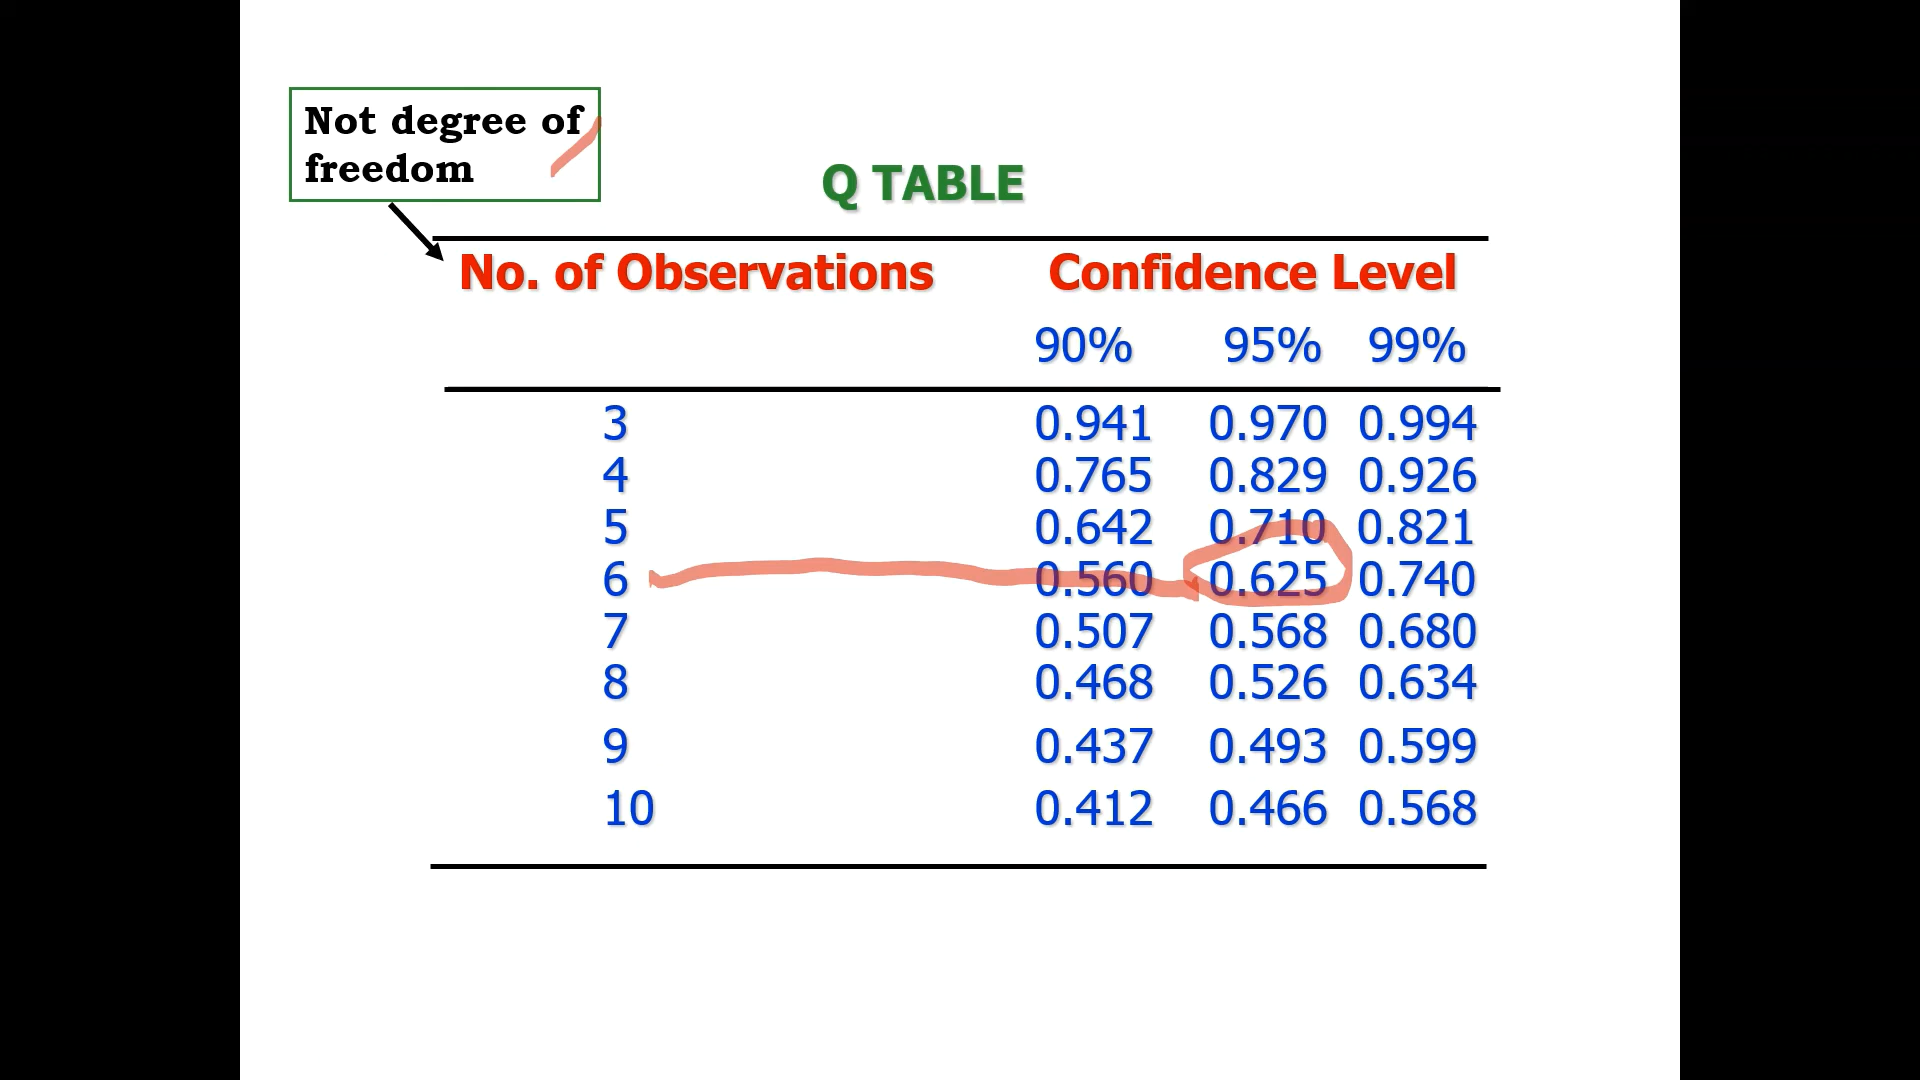 Not degree of
freedom
Q TABLE
No. of Observations Confidence Level
90% 95% 99%
3 0.941 0.970 0.994
4 0.765 0.829 0.926
5 0.642 0.710 0.821
6 0.560 0.625 0.740
7 0.507 0.568 0.680
8 0.468 0.526 0.634
9 0.437 0.493 0.599
10 0.412 0.466 0.568